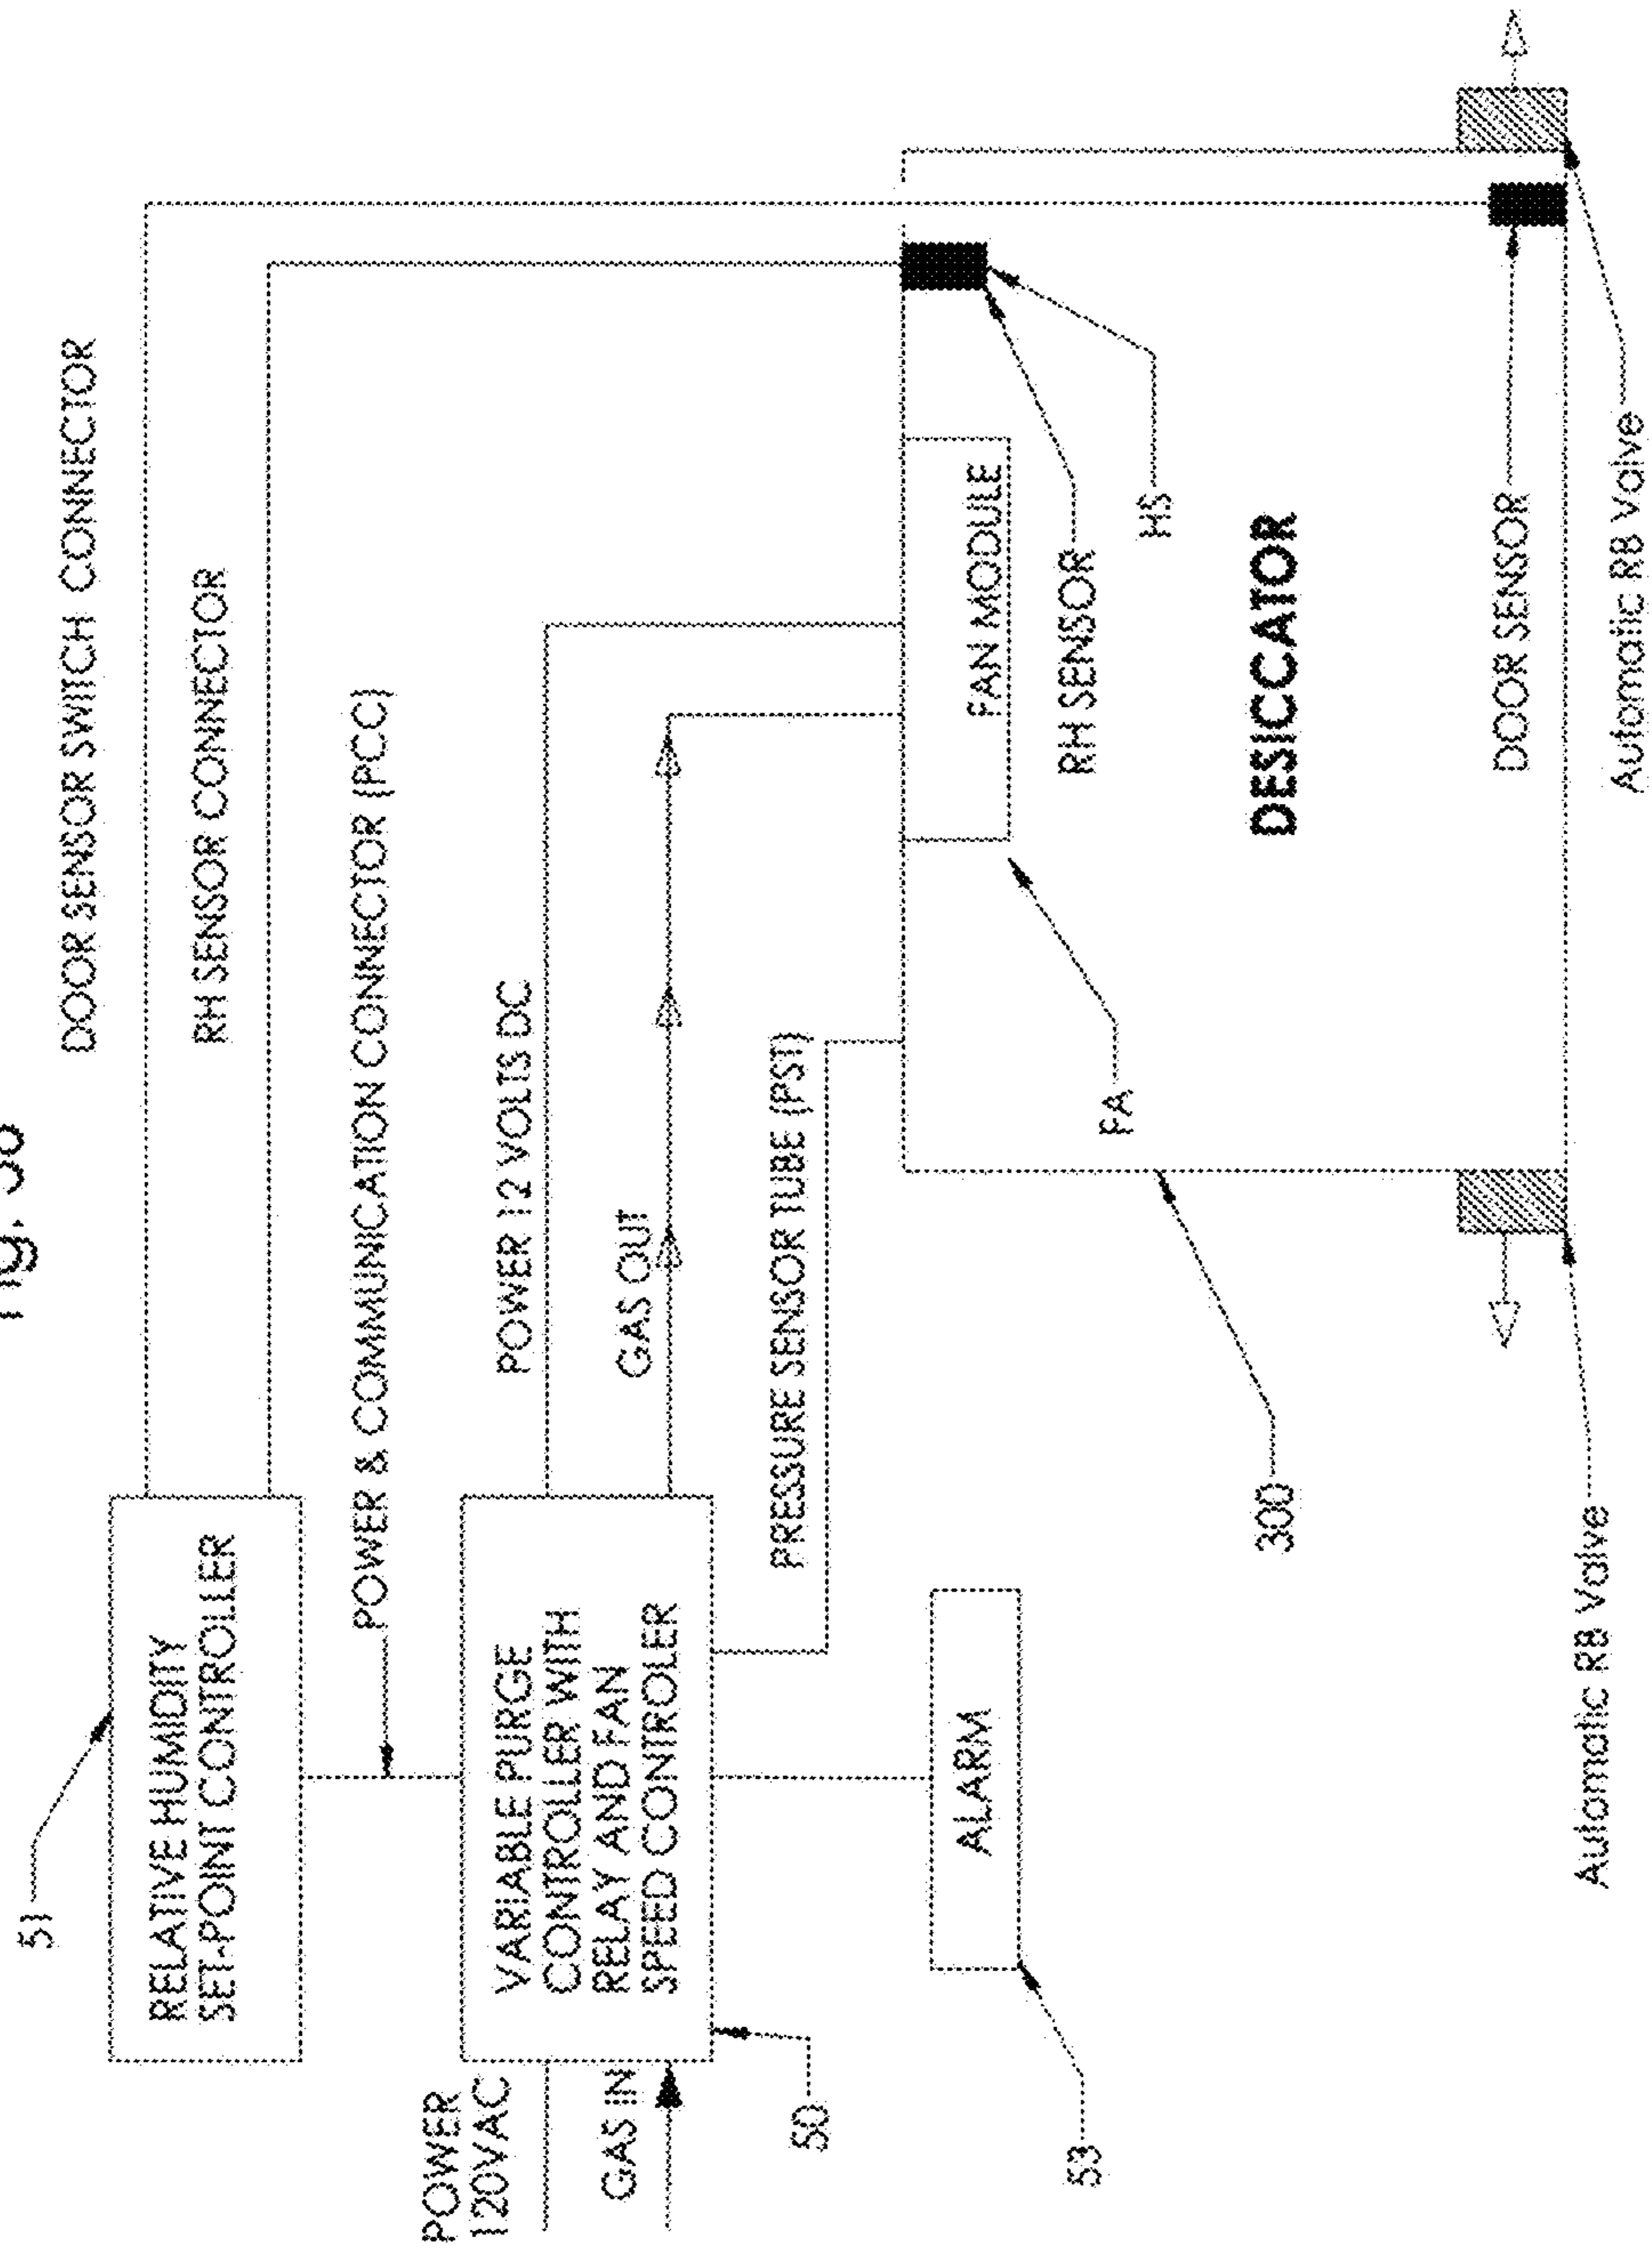 DOOR SENSOR SWITCH CONNECTOR
51
RELATIVE HUMIDITY
SET-POINT CONTROLLER
RH SENSOR CONNECTOR
POWER & COMMUNICATION CONNECTOR (PCC)
POWER
120VAC
GAS IN
VARIABLE PURGE
CONTROLLER WITH
RELAY AND FAN
SPEED CONTROLER
POWER 12 VOLTS DC
GAS OUT
50
PRESSURE SENSOR TUBE (PST)
FAN MODULE
ALARM
53
RH SENSOR
FA
HS
300
DESICCATOR
DOOR SENSOR
Automatic RB Valve
Automatic RB Valve